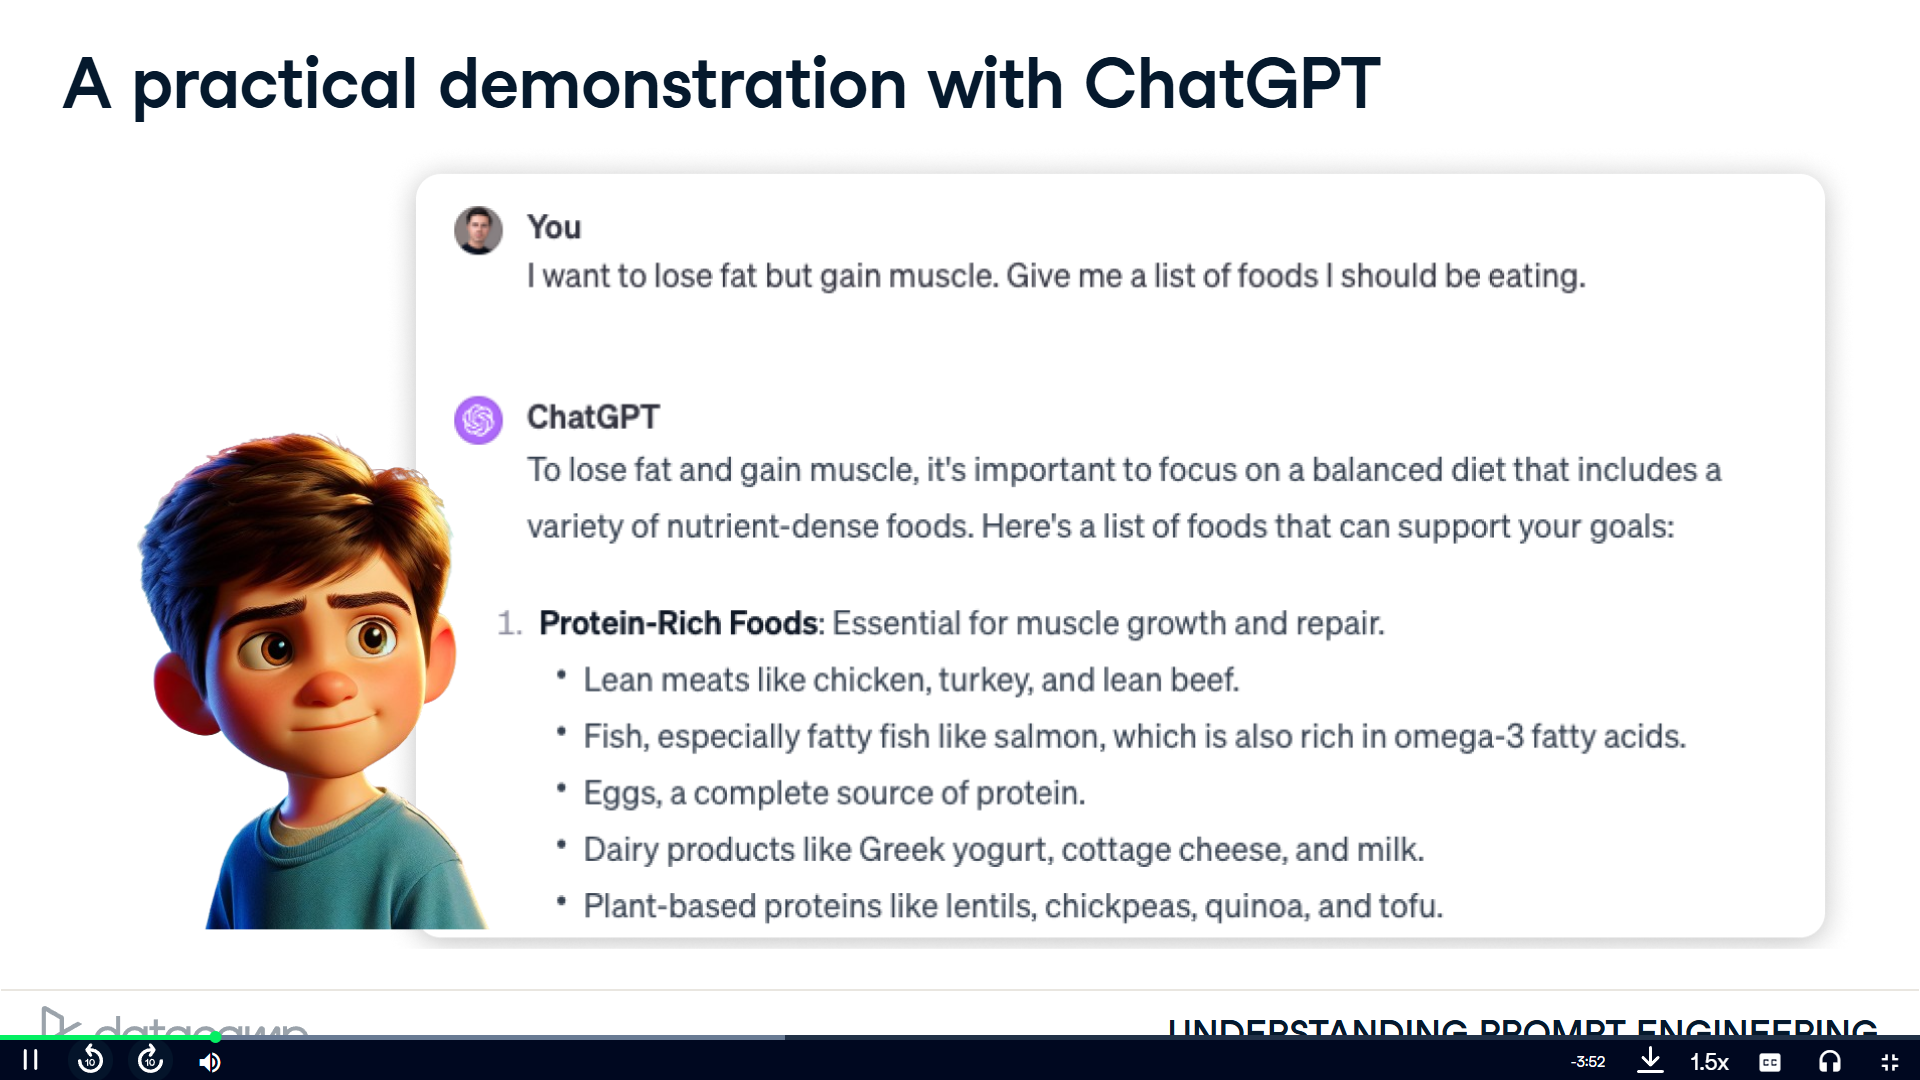 A practical demonstration with ChatGPT
You
I want to lose fat but gain muscle. Give me a list of foods I should be eating.
ChatGPT
To lose fat and gain muscle, it's important to focus on a balanced diet that includes a
variety of nutrient-dense foods. Here's a list of foods that can support your goals:
1. Protein-Rich Foods: Essential for muscle growth and repair.
• Lean meats like chicken, turkey, and lean beef.
• Fish, especially fatty fish like salmon, which is also rich in omega-3 fatty acids.
• Eggs, a complete source of protein.
• Dairy products like Greek yogurt, cottage cheese, and milk.
• Plant-based proteins like lentils, chickpeas, quinoa, and tofu.
datacamp
UNDERSTANDING PROMPT ENGINEERING
10 10 -3:52 1.5x CC